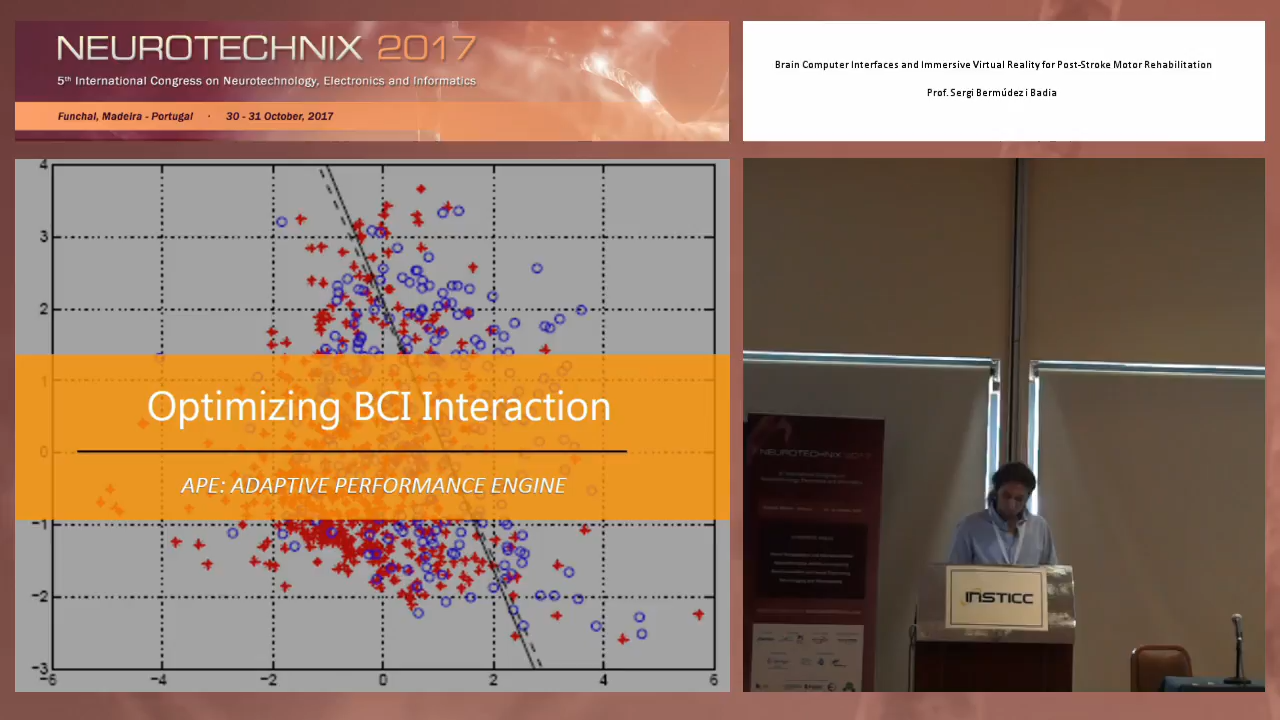 NEUROTECHNIX 2017
5th International Congress on Neurotechnology, Electronics and Informatics
Funchal, Madeira - Portugal · 30 - 31 October, 2017
Brain Computer Interfaces and Immersive Virtual Reality for Post-Stroke Motor Rehabilitation
Prof. Sergi Bermúdez i Badia
4
3
2
1
0
-1
-2
-3
-6
-4
-2
0
2
4
6
Optimizing BCI Interaction
APE: ADAPTIVE PERFORMANCE ENGINE
NEUROTECHNIX 2017
INSTICC